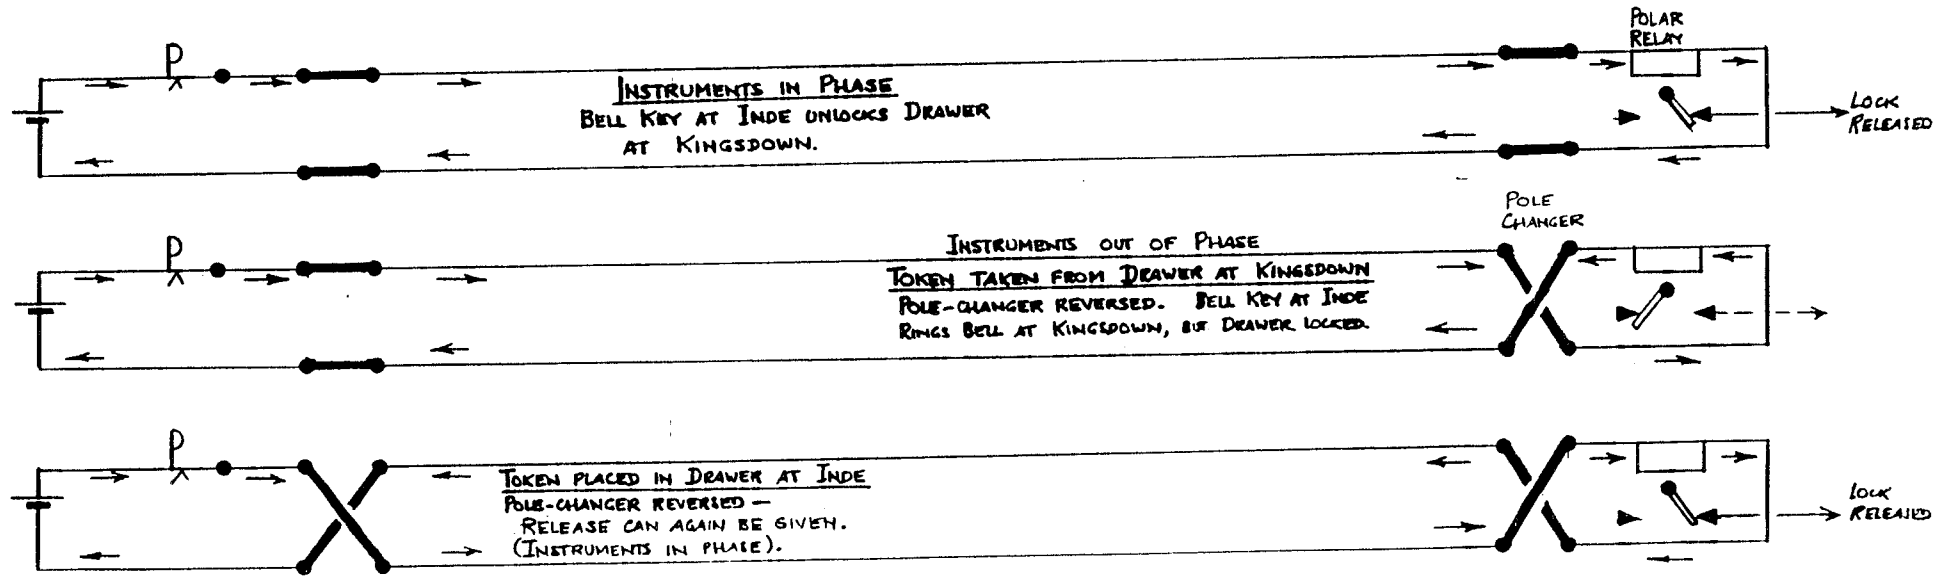 POLAR
RELAY
INSTRUMENTS IN PHASE
BELL KEY AT INDE UNLOCKS DRAWER
AT KINGSDOWN.
LOCK
RELEASED
POLE
CHANGER
INSTRUMENTS OUT OF PHASE
TOKEN TAKEN FROM DRAWER AT KINGSDOWN
POLE-CHANGER REVERSED. BELL KEY AT INDE
RINGS BELL AT KINGSDOWN, BUT DRAWER LOCKED.
TOKEN PLACED IN DRAWER AT INDE
POLE-CHANGER REVERSED —
RELEASE CAN AGAIN BE GIVEN.
(INSTRUMENTS IN PHASE).
LOCK
RELEASED